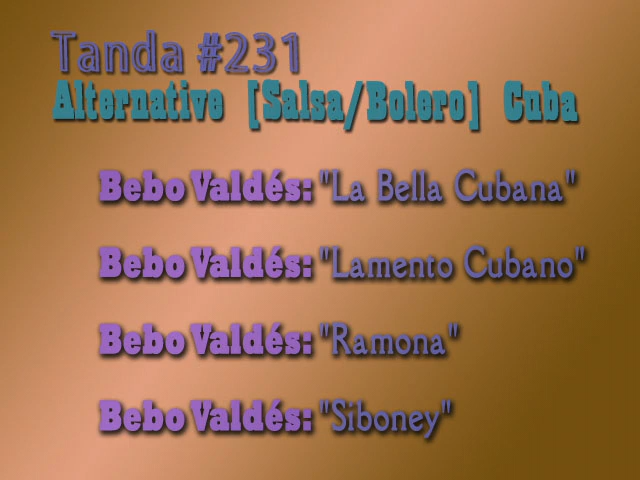 Tanda #231
Alternative [Salsa/Bolero] Cuba
Bebo Valdés: "La Bella Cubana"
Bebo Valdés: "Lamento Cubano"
Bebo Valdés: "Ramona"
Bebo Valdés: "Siboney"